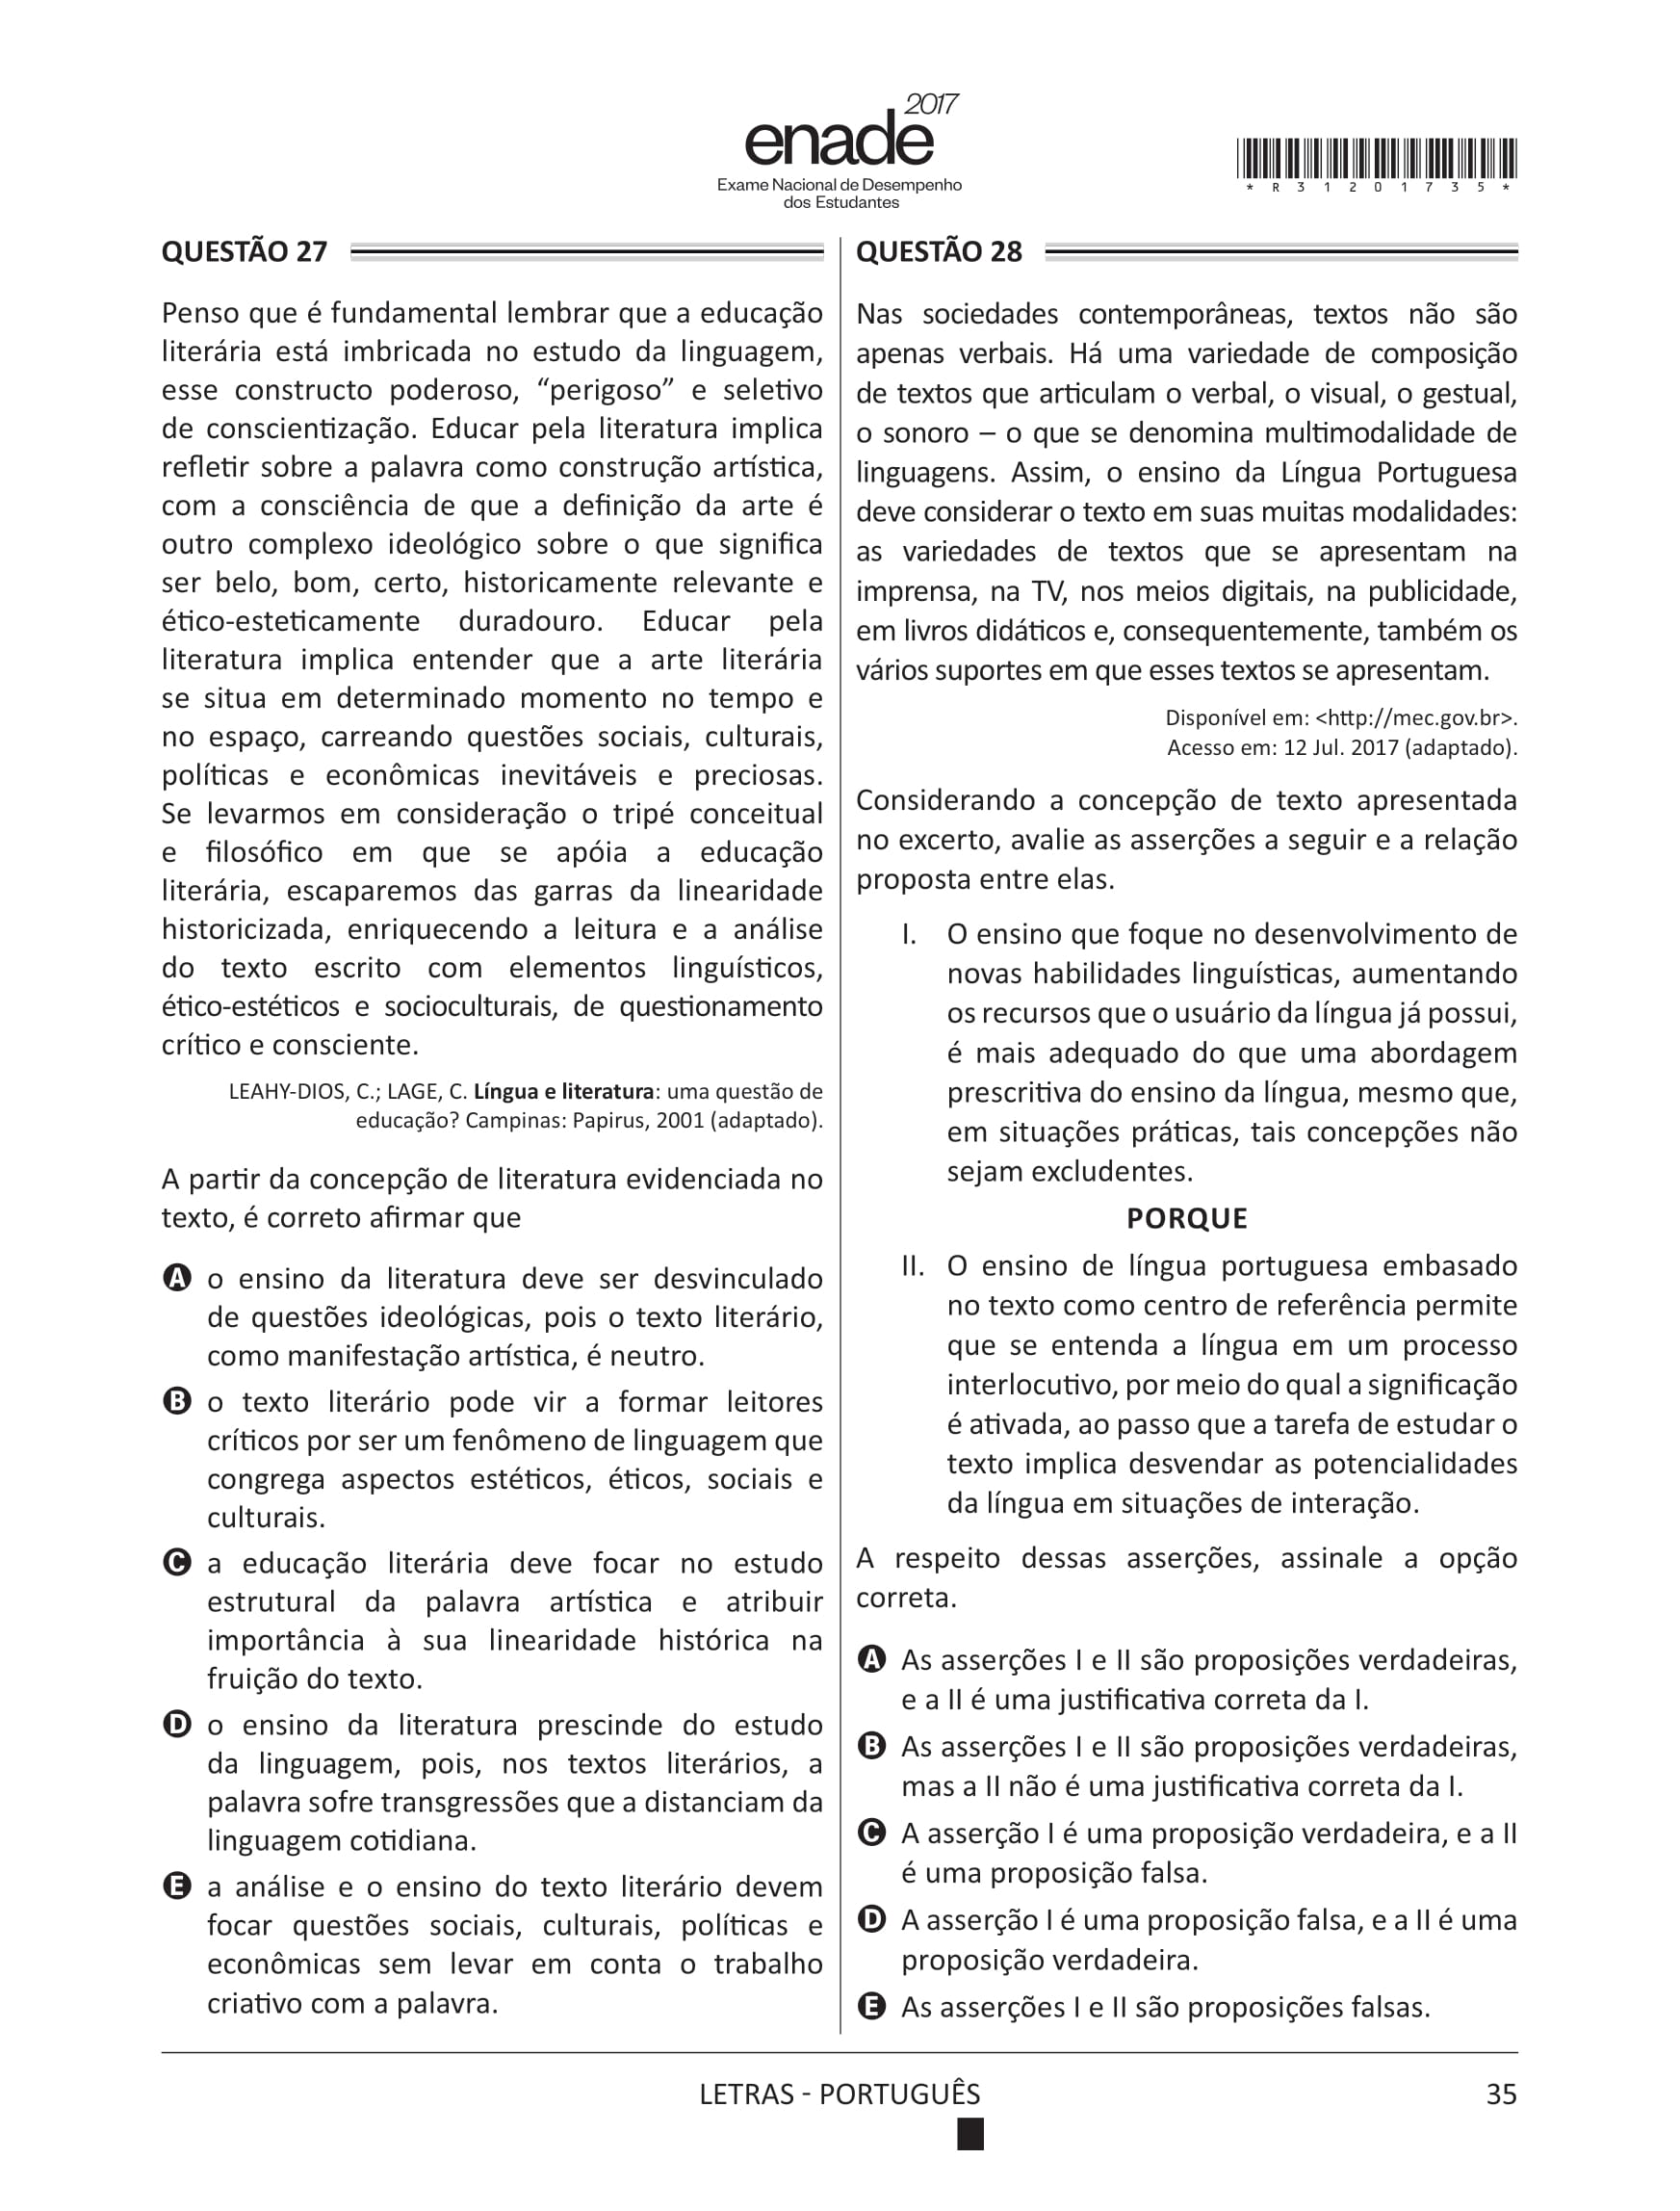 2017
enade
Exame Nacional de Desempenho
dos Estudantes
* R 3 1 2 0 1 7 3 5 *
QUESTÃO 27
Penso que é fundamental lembrar que a educação
literária está imbricada no estudo da linguagem,
esse constructo poderoso, “perigoso” e seletivo
de conscientização. Educar pela literatura implica
refletir sobre a palavra como construção artística,
com a consciência de que a definição da arte é
outro complexo ideológico sobre o que significa
ser belo, bom, certo, historicamente relevante e
ético-esteticamente duradouro. Educar pela
literatura implica entender que a arte literária
se situa em determinado momento no tempo e
no espaço, carreando questões sociais, culturais,
políticas e econômicas inevitáveis e preciosas.
Se levarmos em consideração o tripé conceitual
e filosófico em que se apóia a educação
literária, escaparemos das garras da linearidade
historicizada, enriquecendo a leitura e a análise
do texto escrito com elementos linguísticos,
ético-estéticos e socioculturais, de questionamento
crítico e consciente.
LEAHY-DIOS, C.; LAGE, C. Língua e literatura: uma questão de
educação? Campinas: Papirus, 2001 (adaptado).
A partir da concepção de literatura evidenciada no
texto, é correto afirmar que
A o ensino da literatura deve ser desvinculado
de questões ideológicas, pois o texto literário,
como manifestação artística, é neutro.
B o texto literário pode vir a formar leitores
críticos por ser um fenômeno de linguagem que
congrega aspectos estéticos, éticos, sociais e
culturais.
C a educação literária deve focar no estudo
estrutural da palavra artística e atribuir
importância à sua linearidade histórica na
fruição do texto.
D o ensino da literatura prescinde do estudo
da linguagem, pois, nos textos literários, a
palavra sofre transgressões que a distanciam da
linguagem cotidiana.
E a análise e o ensino do texto literário devem
focar questões sociais, culturais, políticas e
econômicas sem levar em conta o trabalho
criativo com a palavra.
QUESTÃO 28
Nas sociedades contemporâneas, textos não são
apenas verbais. Há uma variedade de composição
de textos que articulam o verbal, o visual, o gestual,
o sonoro – o que se denomina multimodalidade de
linguagens. Assim, o ensino da Língua Portuguesa
deve considerar o texto em suas muitas modalidades:
as variedades de textos que se apresentam na
imprensa, na TV, nos meios digitais, na publicidade,
em livros didáticos e, consequentemente, também os
vários suportes em que esses textos se apresentam.
Disponível em: <http://mec.gov.br>.
Acesso em: 12 Jul. 2017 (adaptado).
Considerando a concepção de texto apresentada
no excerto, avalie as asserções a seguir e a relação
proposta entre elas.
I. O ensino que foque no desenvolvimento de
novas habilidades linguísticas, aumentando
os recursos que o usuário da língua já possui,
é mais adequado do que uma abordagem
prescritiva do ensino da língua, mesmo que,
em situações práticas, tais concepções não
sejam excludentes.
PORQUE
II. O ensino de língua portuguesa embasado
no texto como centro de referência permite
que se entenda a língua em um processo
interlocutivo, por meio do qual a significação
é ativada, ao passo que a tarefa de estudar o
texto implica desvendar as potencialidades
da língua em situações de interação.
A respeito dessas asserções, assinale a opção
correta.
A As asserções I e II são proposições verdadeiras,
e a II é uma justificativa correta da I.
B As asserções I e II são proposições verdadeiras,
mas a II não é uma justificativa correta da I.
C A asserção I é uma proposição verdadeira, e a II
é uma proposição falsa.
D A asserção I é uma proposição falsa, e a II é uma
proposição verdadeira.
E As asserções I e II são proposições falsas.
LETRAS - PORTUGUÊS
35